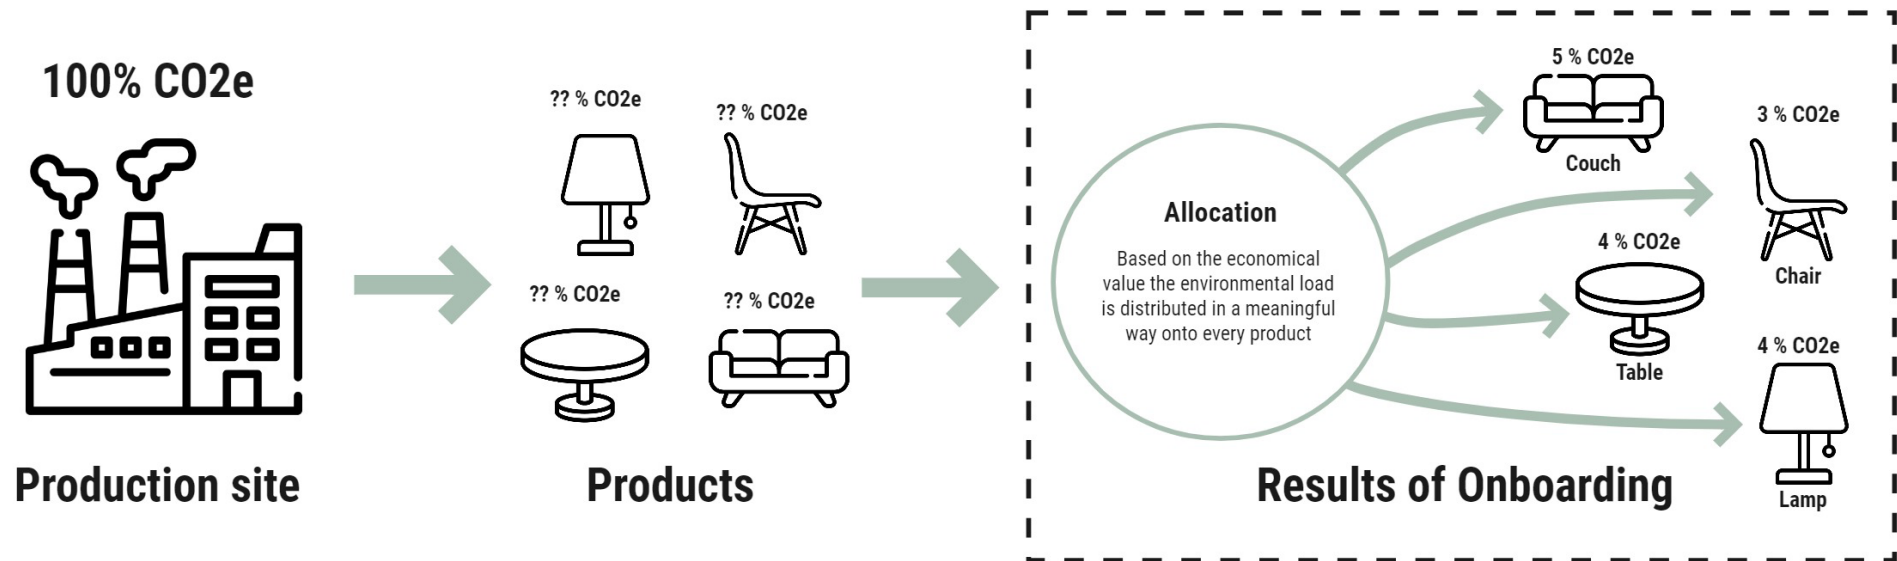 100% CO2e
Production site
?? % CO2e
?? % CO2e
?? % CO2e
?? % CO2e
Products
Allocation
Based on the economical
value the environmental load
is distributed in a meaningful
way onto every product
5 % CO2e
Couch
3 % CO2e
Chair
4 % CO2e
Table
4 % CO2e
Lamp
Results of Onboarding